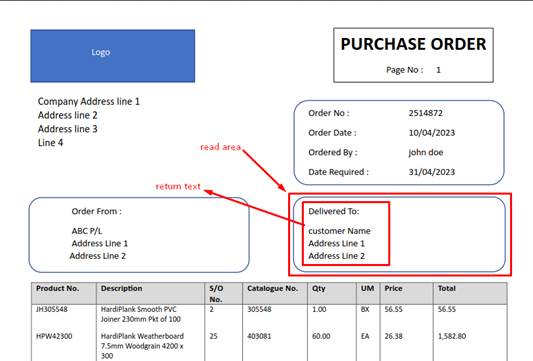 Logo
PURCHASE ORDER
Page No : 1
Company Address line 1
Address line 2
Address line 3
Line 4
Order No : 2514872
Order Date : 10/04/2023
Ordered By : john doe
Date Required : 31/04/2023
read area
return text
Order From :
ABC P/L
Address Line 1
Address Line 2
Delivered To:
customer Name
Address Line 1
Address Line 2
Product No. Description S/O No. Catalogue No. Qty UM Price Total
JH305548 HardiPlank Smooth PVC 2 305548 1.00 BX 56.55 56.55
Joiner 230mm Pkt of 100
HPW42300 HardiPlank Weatherboard 25 403081 60.00 EA 26.38 1,582.80
7.5mm Woodgrain 4200 x
300